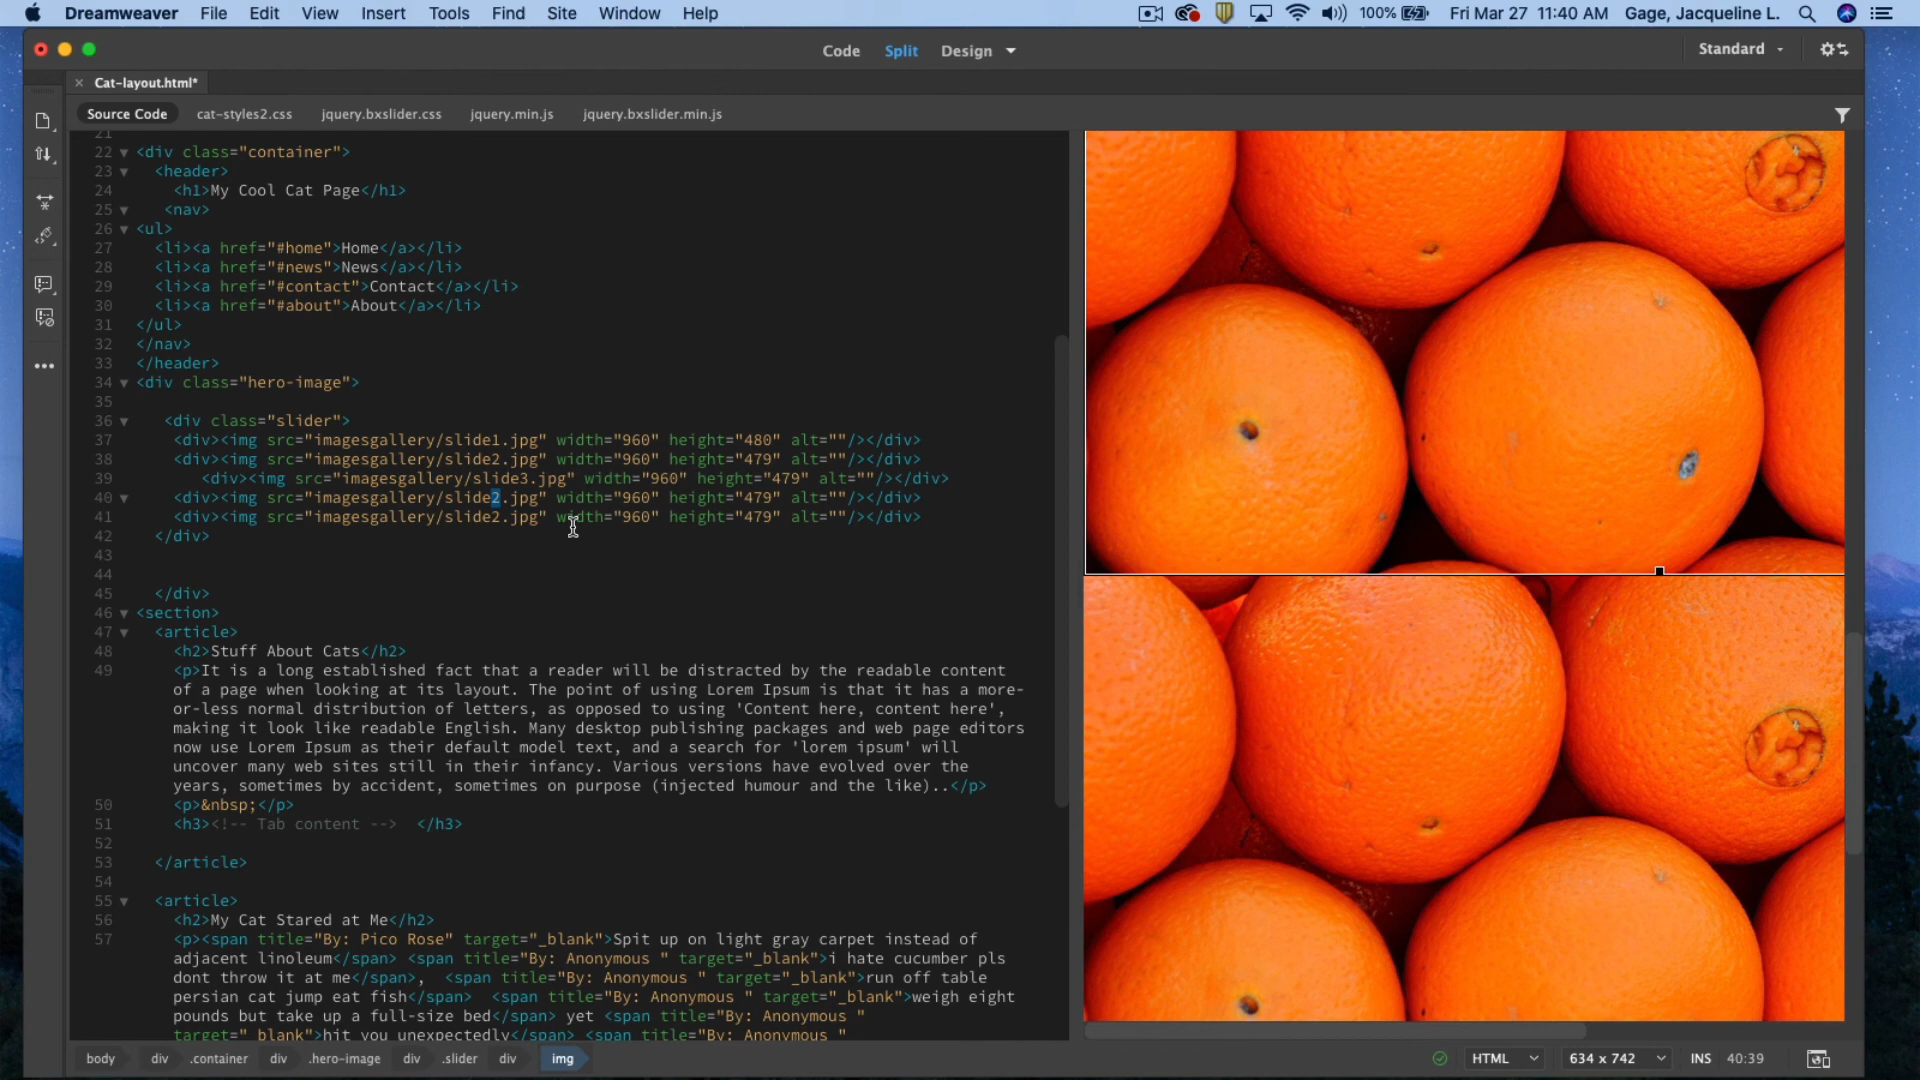 Dreamweaver File Edit View Insert Tools Find Site Window Help 100% Fri Mar 27 11:40 AM Gage, Jacqueline L.
Code Split Design Standard
Cat-layout.html*
Source Code cat-styles2.css jquery.bxslider.css jquery.min.js jquery.bxslider.min.js
21
22 <div class="container">
23 <header>
24 <h1>My Cool Cat Page</h1>
25 <nav>
26 <ul>
27 <li><a href="#home">Home</a></li>
28 <li><a href="#news">News</a></li>
29 <li><a href="#contact">Contact</a></li>
30 <li><a href="#about">About</a></li>
31 </ul>
32 </nav>
33 </header>
34 <div class="hero-image">
35
36 <div class="slider">
37 <div><img src="imagesgallery/slide1.jpg" width="960" height="480" alt=""/></div>
38 <div><img src="imagesgallery/slide2.jpg" width="960" height="479" alt=""/></div>
39 <div><img src="imagesgallery/slide3.jpg" width="960" height="479" alt=""/></div>
40 <div><img src="imagesgallery/slide2.jpg" width="960" height="479" alt=""/></div>
41 <div><img src="imagesgallery/slide2.jpg" width="960" height="479" alt=""/></div>
42 </div>
43
44
45 </div>
46 <section>
47 <article>
48 <h2>Stuff About Cats</h2>
49 <p>It is a long established fact that a reader will be distracted by the readable content
of a page when looking at its layout. The point of using Lorem Ipsum is that it has a more-
or-less normal distribution of letters, as opposed to using 'Content here, content here',
making it look like readable English. Many desktop publishing packages and web page editors
now use Lorem Ipsum as their default model text, and a search for 'lorem ipsum' will
uncover many web sites still in their infancy. Various versions have evolved over the
years, sometimes by accident, sometimes on purpose (injected humour and the like)..</p>
50 <p>&nbsp;</p>
51 <h3><!-- Tab content --> </h3>
52
53 </article>
54
55 <article>
56 <h2>My Cat Stared at Me</h2>
57 <p><span title="By: Pico Rose" target="_blank">Spit up on light gray carpet instead of
adjacent linoleum</span> <span title="By: Anonymous " target="_blank">i hate cucumber pls
dont throw it at me</span>, <span title="By: Anonymous " target="_blank">run off table
persian cat jump eat fish</span> <span title="By: Anonymous " target="_blank">weigh eight
pounds but take up a full-size bed</span> yet <span title="By: Anonymous "
target="_blank">hit you unexpectedly</span> <span title="By: Anonymous "
body div .container div .hero-image div .slider div img HTML 634 x 742 INS 40:39